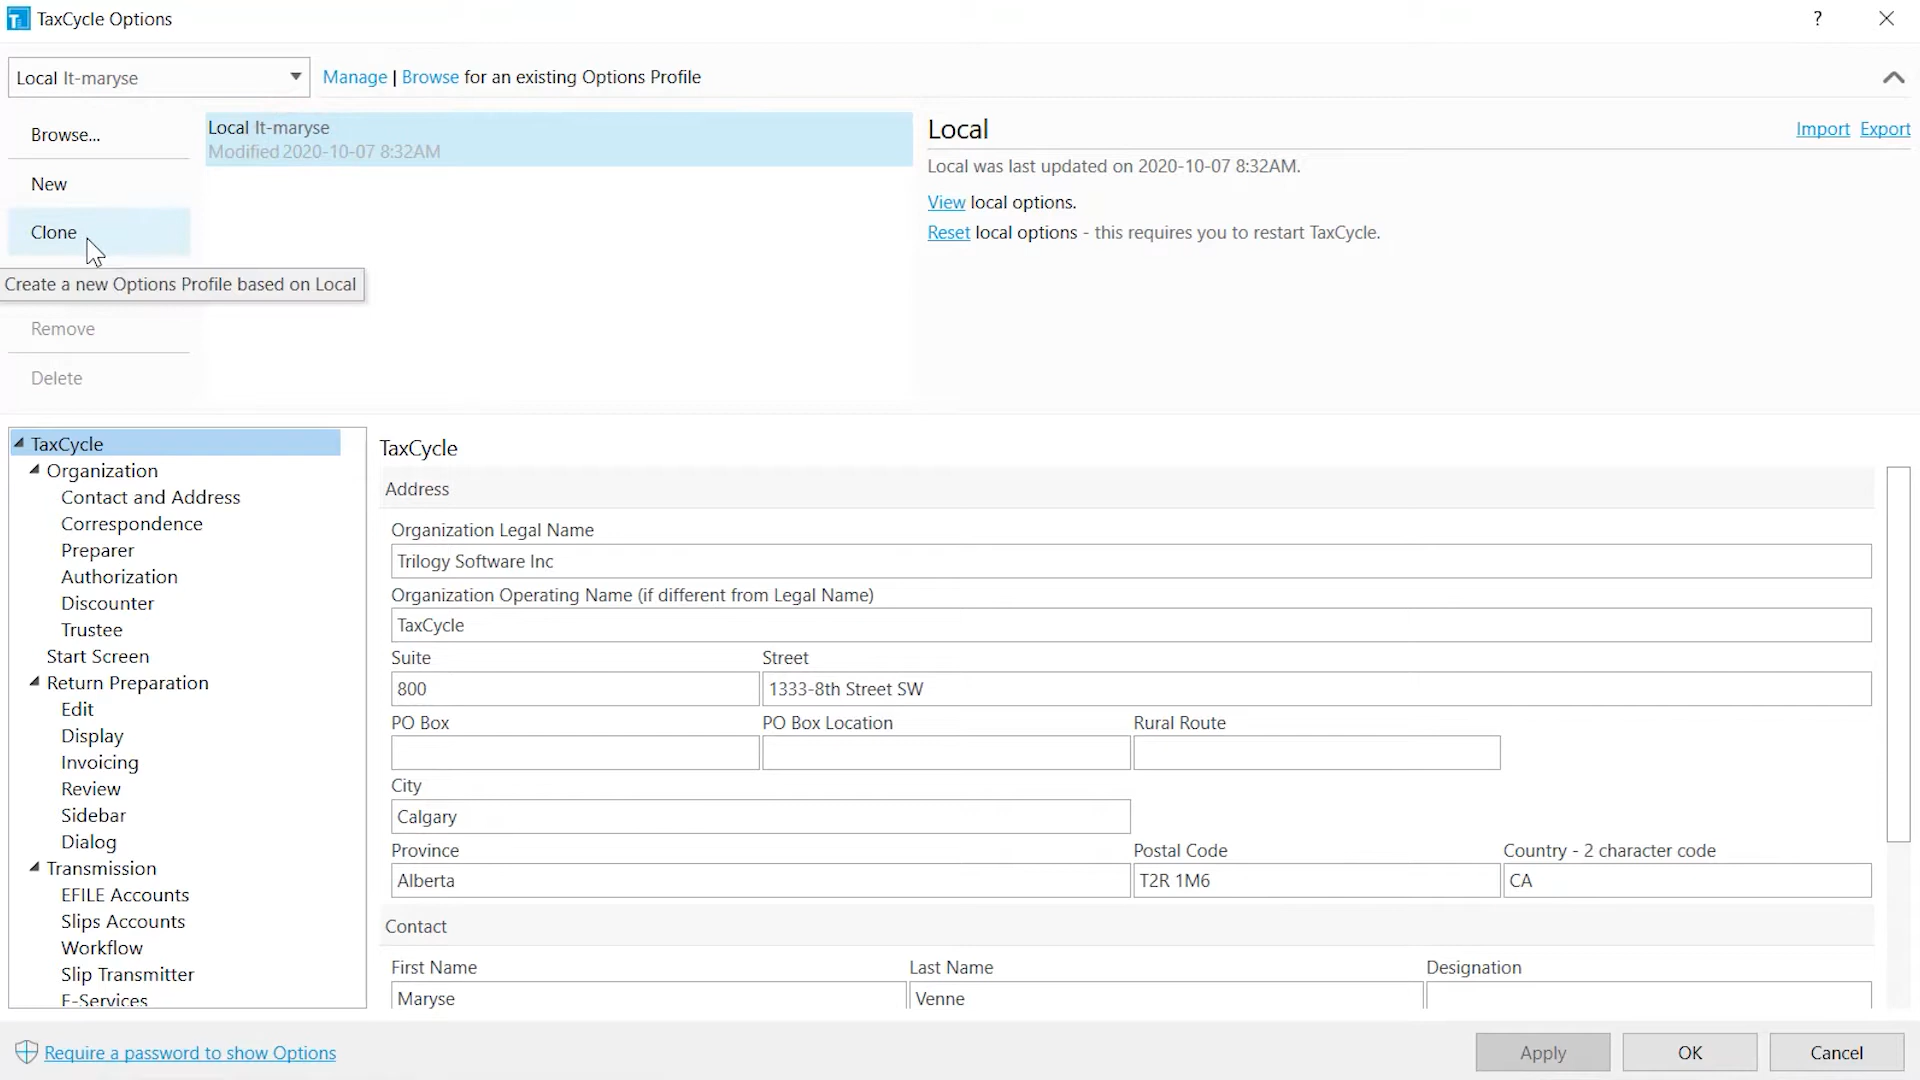 TaxCycle Options
?
Local lt-maryse
Manage | Browse for an existing Options Profile
Browse...
New
Clone
Create a new Options Profile based on Local
Remove
Delete
Local lt-maryse
Modified 2020-10-07 8:32AM
Local
Import Export
Local was last updated on 2020-10-07 8:32AM.
View local options.
Reset local options - this requires you to restart TaxCycle.
TaxCycle
Organization
Contact and Address
Correspondence
Preparer
Authorization
Discounter
Trustee
Start Screen
Return Preparation
Edit
Display
Invoicing
Review
Sidebar
Dialog
Transmission
EFILE Accounts
Slips Accounts
Workflow
Slip Transmitter
E-Services
TaxCycle
Address
Organization Legal Name
Trilogy Software Inc
Organization Operating Name (if different from Legal Name)
TaxCycle
Suite Street
800 1333-8th Street SW
PO Box PO Box Location Rural Route
City
Calgary
Province Postal Code Country - 2 character code
Alberta T2R 1M6 CA
Contact
First Name Last Name Designation
Maryse Venne
Require a password to show Options
Apply OK Cancel